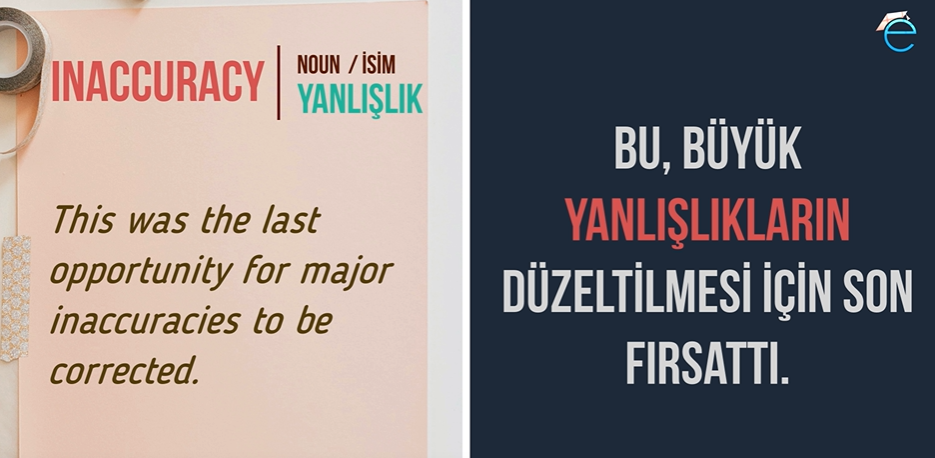 INACCURACY
NOUN / İSİM
YANLIŞLIK
This was the last
opportunity for major
inaccuracies to be
corrected.
e
BU, BÜYÜK
YANLIŞLIKLARIN
DÜZELTİLMESİ İÇİN SON
FIRSATTI.